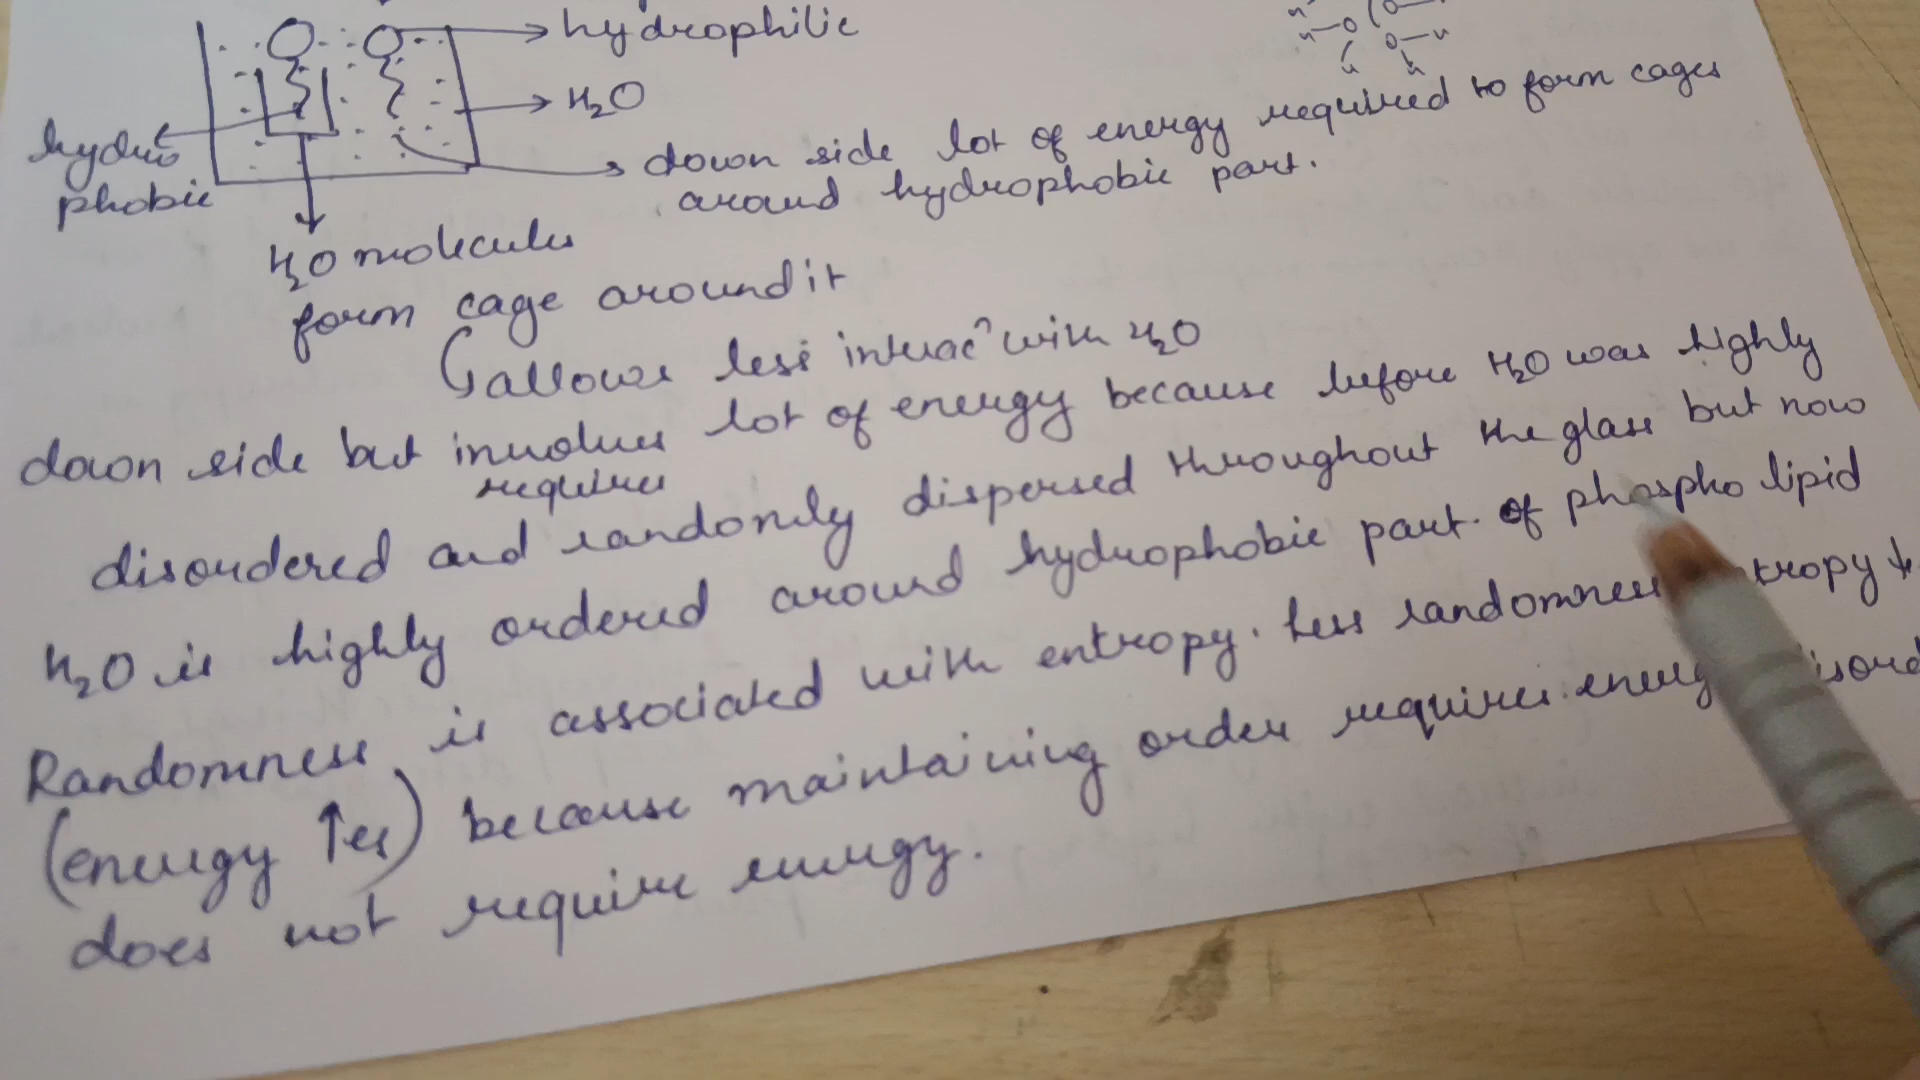 hydrophilic
H₂O
hydro
phobic
down side lot of energy required to form cages
around hydrophobic part.
H₂O molecules
form cage around it
allows less interacⁿ with H₂O
down side but involves lot of energy because before H₂O was highly
requires
disordered and randomly dispersed throughout the glass but now
H₂O is highly ordered around hydrophobic part of phospho lipid
Randomness is associated with entropy. Less randomness
(energy ↑es) because maintaining order requires
does not require energy.